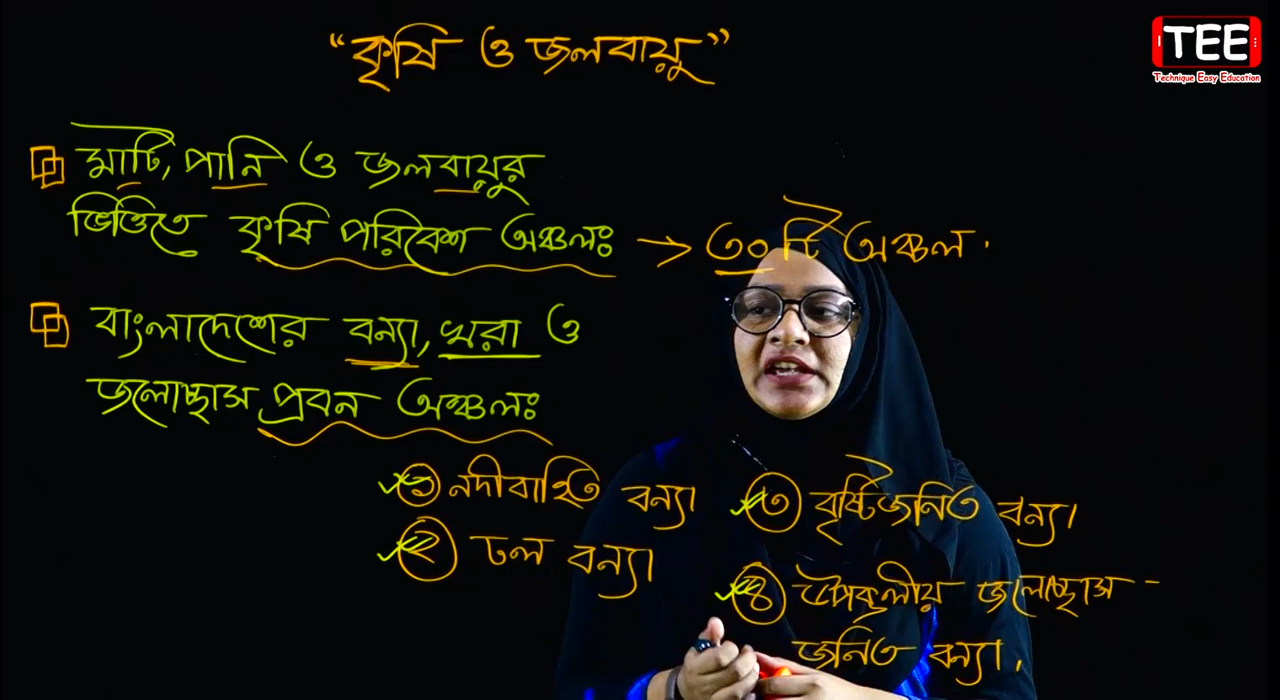 "কৃষি ও জলবায়ু"
TEE
Technique Easy Education
মাটি, পানি ও জলবায়ুর
ভিত্তিতে কৃষি পরিবেশ অঞ্চলঃ → ৩০টি অঞ্চল.
বাংলাদেশের বন্যা, খরা ও
জলোচ্ছাস প্রবন অঞ্চলঃ
১ নদীবাহিত বন্যা
২ ঢল বন্যা
৩ বৃষ্টিজনিত বন্যা
৪ উপকূলীয় জলোচ্ছাস -
জনিত বন্যা.